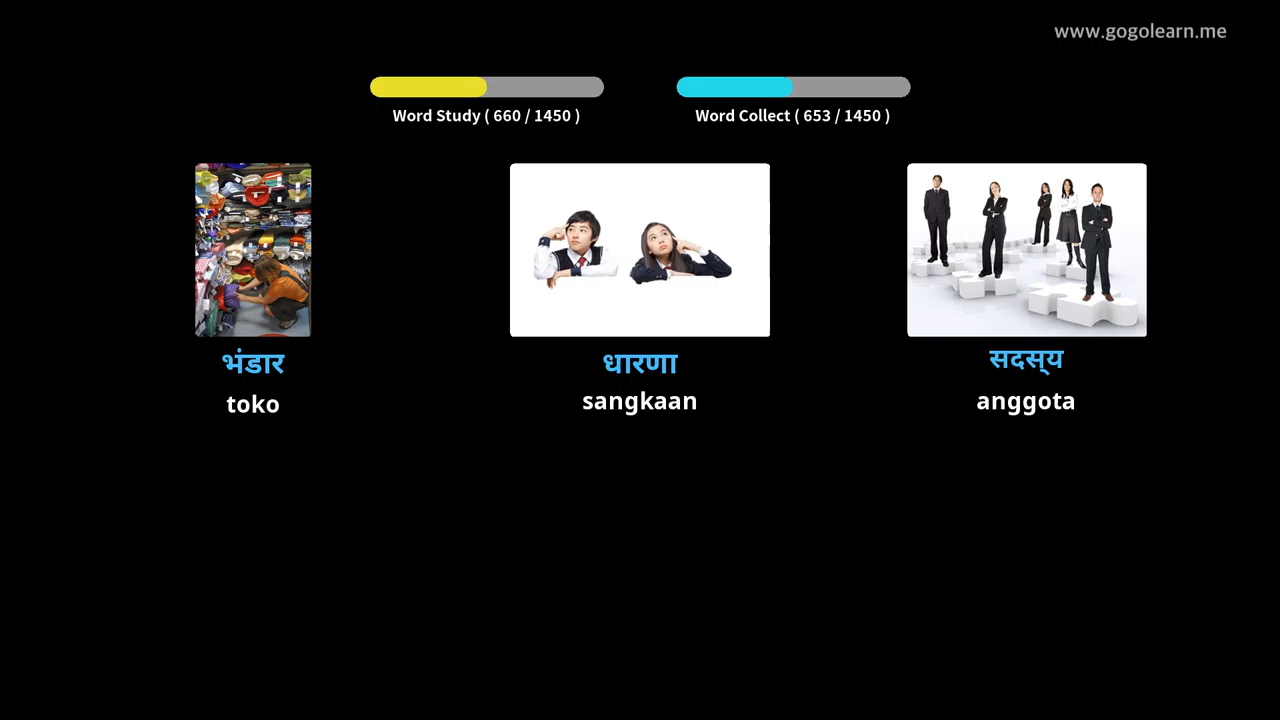 www.gogolearn.me
Word Study ( 660 / 1450 )
Word Collect ( 653 / 1450 )
भंडार
toko
धारणा
sangkaan
सदस्य
anggota